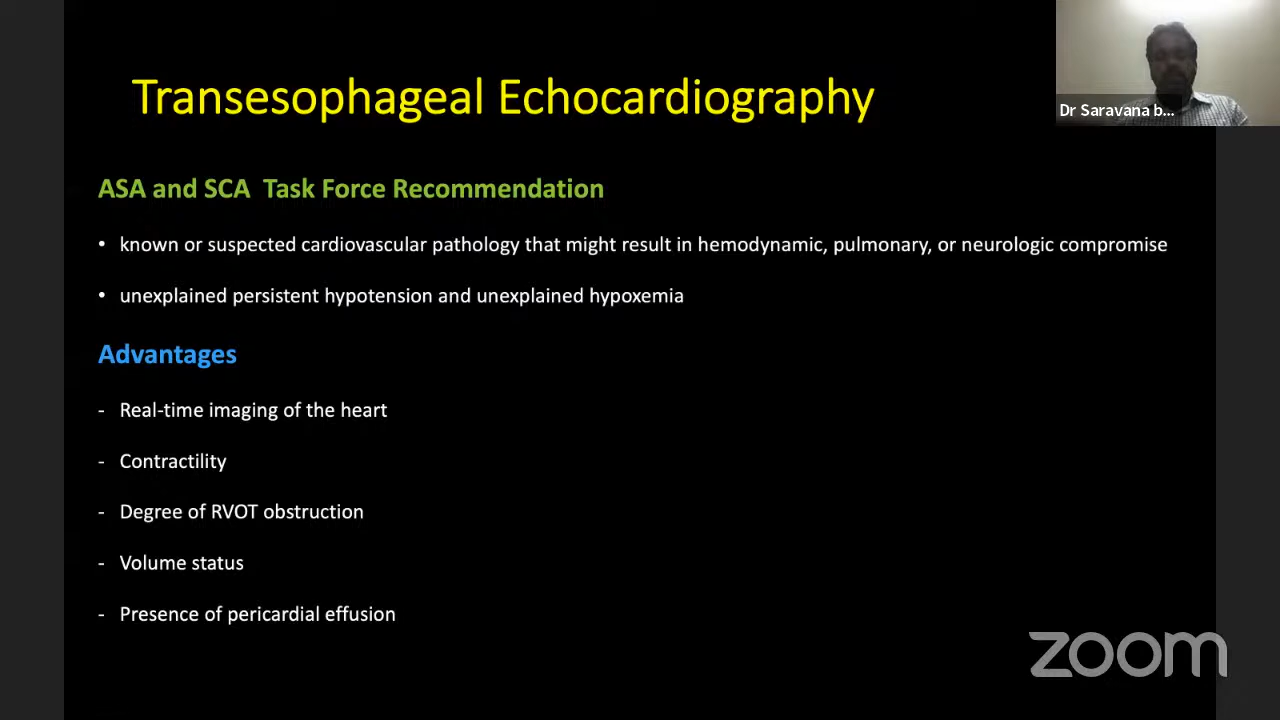 Transesophageal Echocardiography
Dr Saravana b...
ASA and SCA Task Force Recommendation
• known or suspected cardiovascular pathology that might result in hemodynamic, pulmonary, or neurologic compromise
• unexplained persistent hypotension and unexplained hypoxemia
Advantages
- Real-time imaging of the heart
- Contractility
- Degree of RVOT obstruction
- Volume status
- Presence of pericardial effusion
zoom